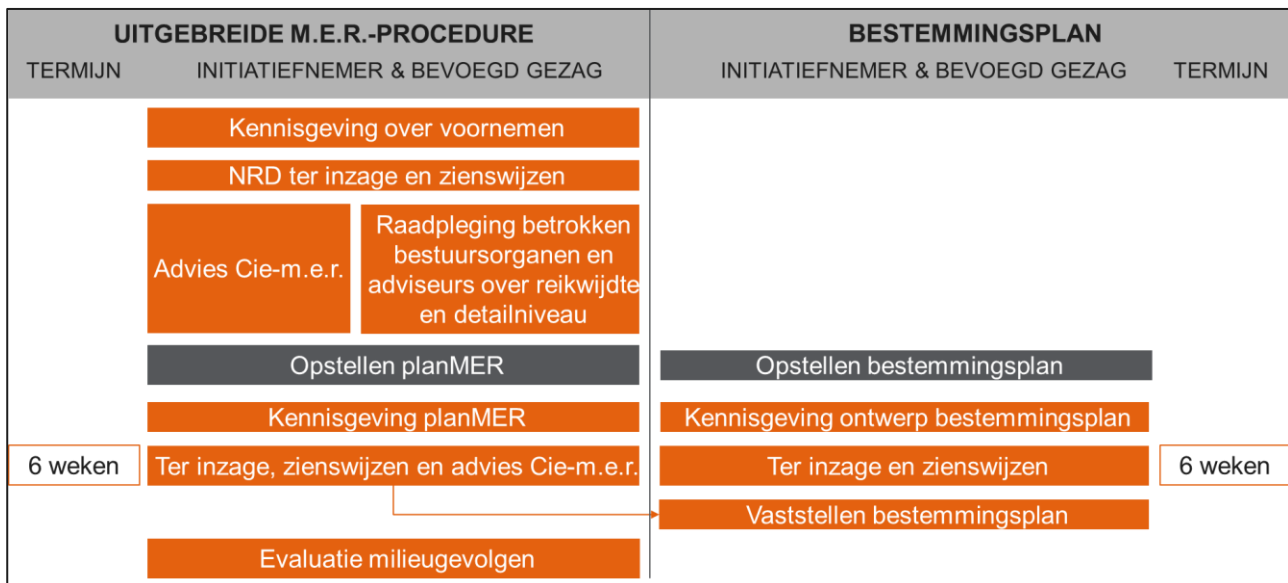 UITGEBREIDE M.E.R.-PROCEDURE
BESTEMMINGSPLAN
TERMIJN
INITIATIEFNEMER & BEVOEGD GEZAG
INITIATIEFNEMER & BEVOEGD GEZAG
TERMIJN
Kennisgeving over voornemen
NRD ter inzage en zienswijzen
Advies Cie-m.e.r.
Raadpleging betrokken
bestuursorganen en
adviseurs over reikwijdte
en detailniveau
Opstellen planMER
Opstellen bestemmingsplan
Kennisgeving planMER
Kennisgeving ontwerp bestemmingsplan
6 weken
Ter inzage, zienswijzen en advies Cie-m.e.r.
Ter inzage en zienswijzen
6 weken
Vaststellen bestemmingsplan
Evaluatie milieugevolgen